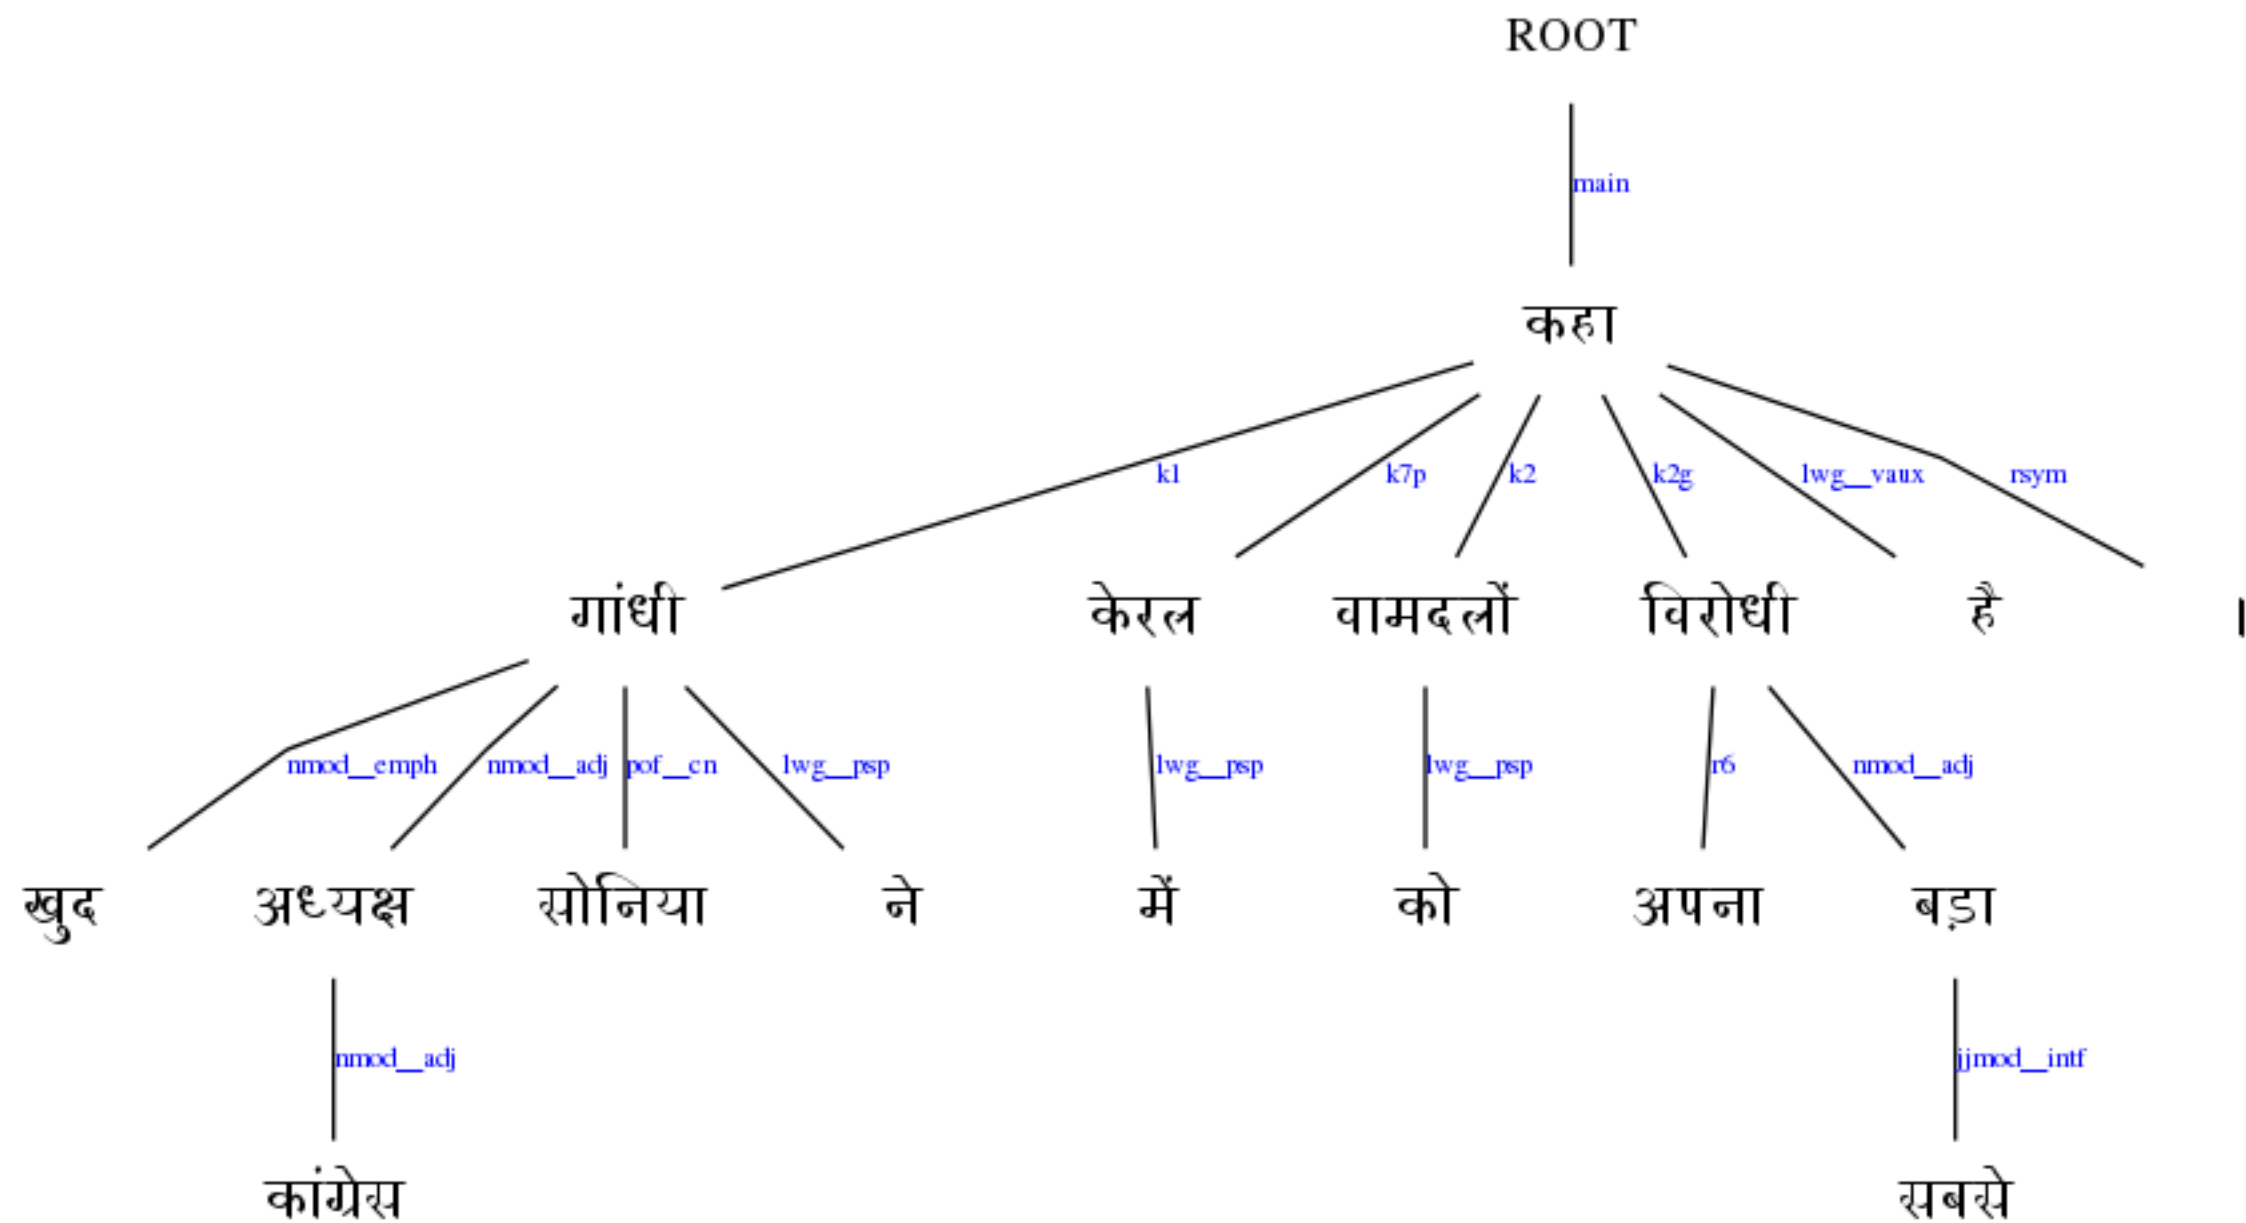 ROOT
main
कहा
k1 k7p k2 k2g lwg__vaux rsym
गांधी केरल वामदलों विरोधी है ।
nmod__emph nmod__adj pof__cn lwg__psp lwg__psp lwg__psp r6 nmod__adj
खुद अध्यक्ष सोनिया ने में को अपना बड़ा
nmod__adj jjmod__intf
कांग्रेस सबसे